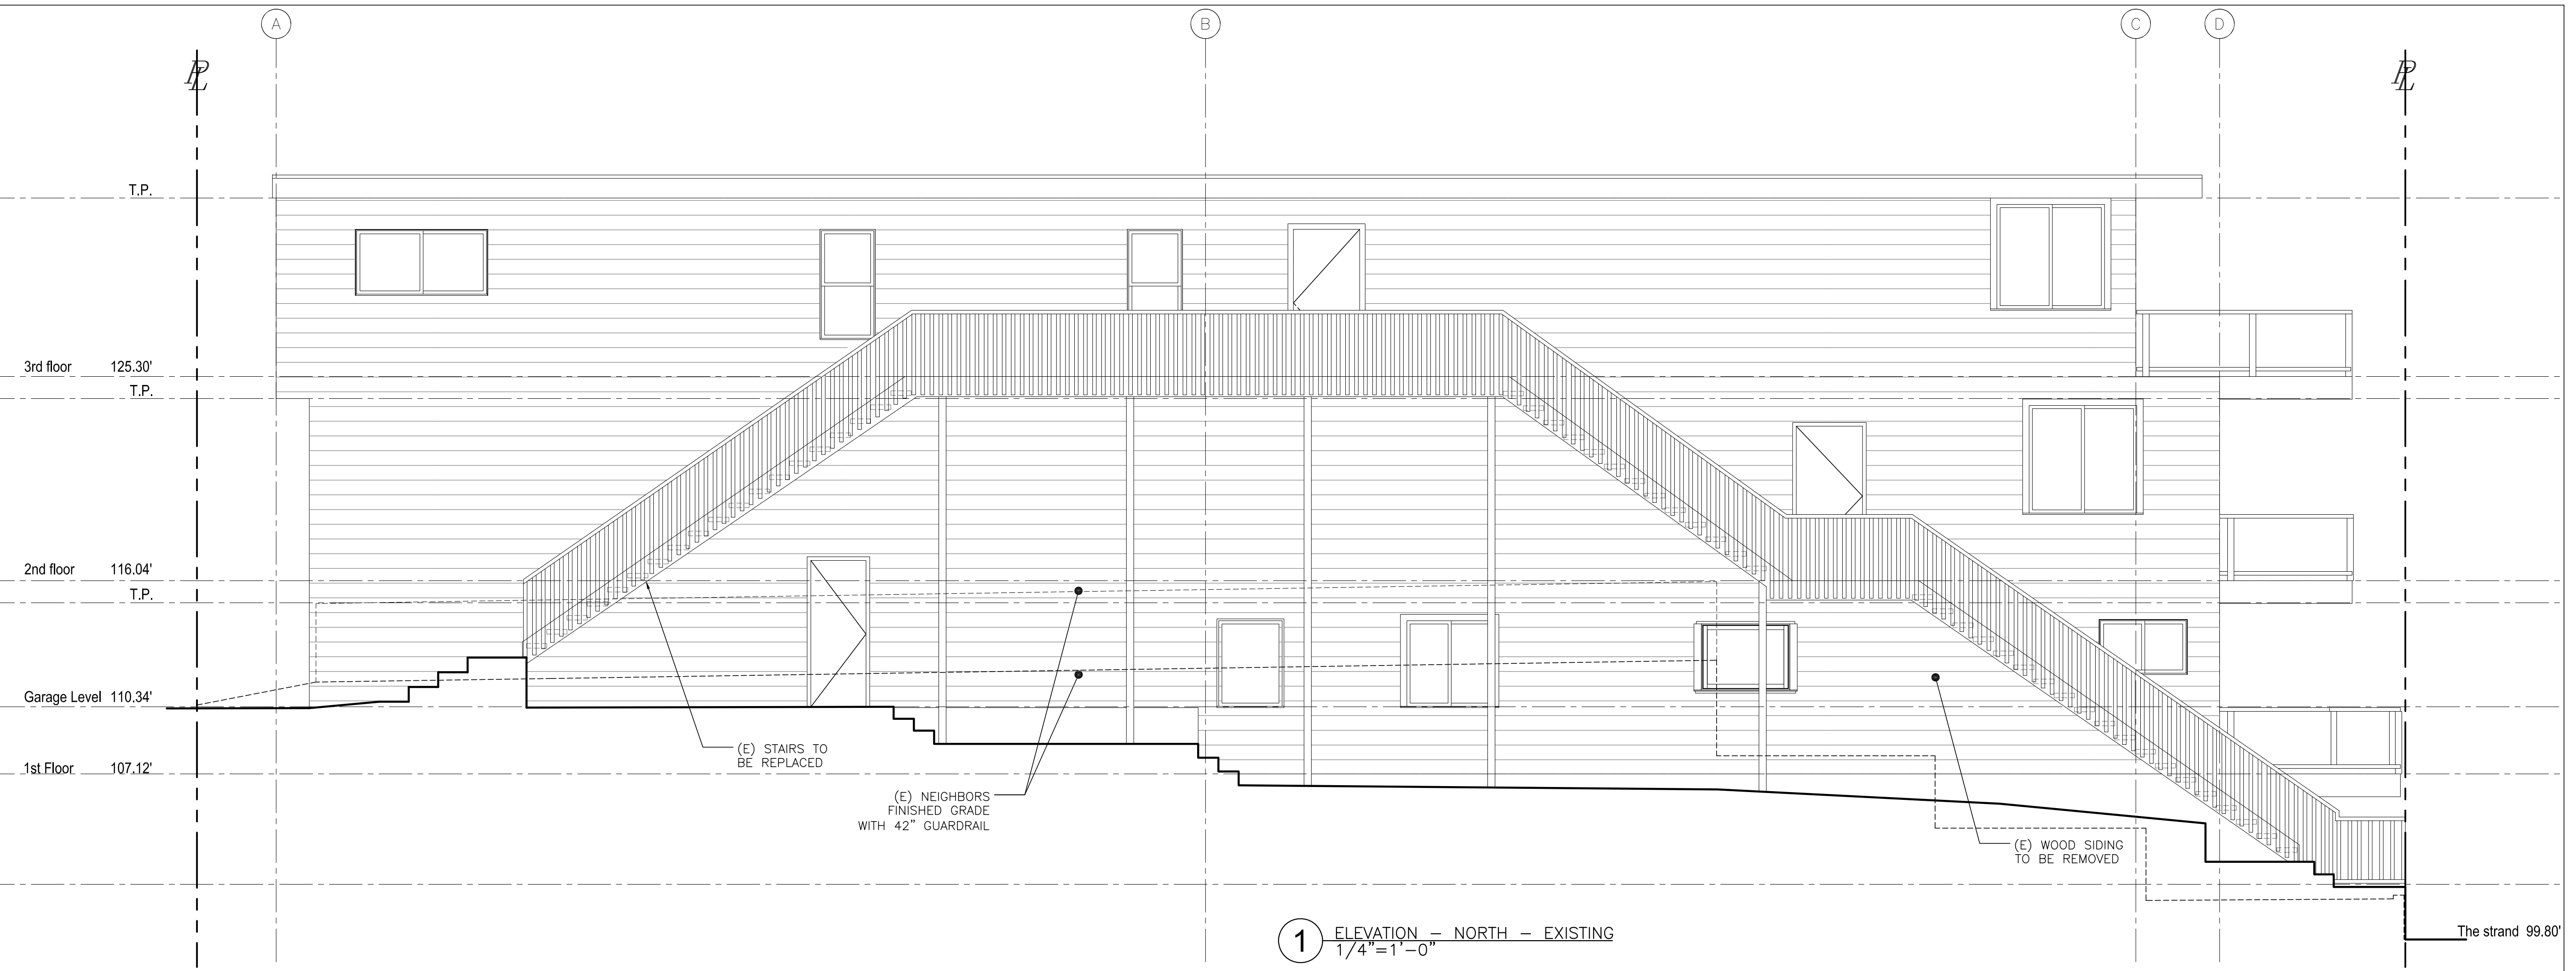 A
B
C
D
PL
PL
T.P.
3rd floor 125.30'
T.P.
2nd floor 116.04'
T.P.
Garage Level 110.34'
1st Floor 107.12'
(E) STAIRS TO
BE REPLACED
(E) NEIGHBORS
FINISHED GRADE
WITH 42" GUARDRAIL
(E) WOOD SIDING
TO BE REMOVED
The strand 99.80'
1
ELEVATION – NORTH – EXISTING
1/4"=1'–0"